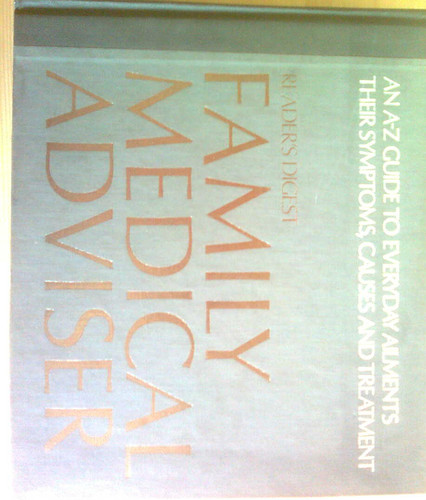 AN A-Z GUIDE TO EVERYDAY AILMENTS
THEIR SYMPTOMS, CAUSES AND TREATMENT
READER'S DIGEST
FAMILY
MEDICAL
ADVISER